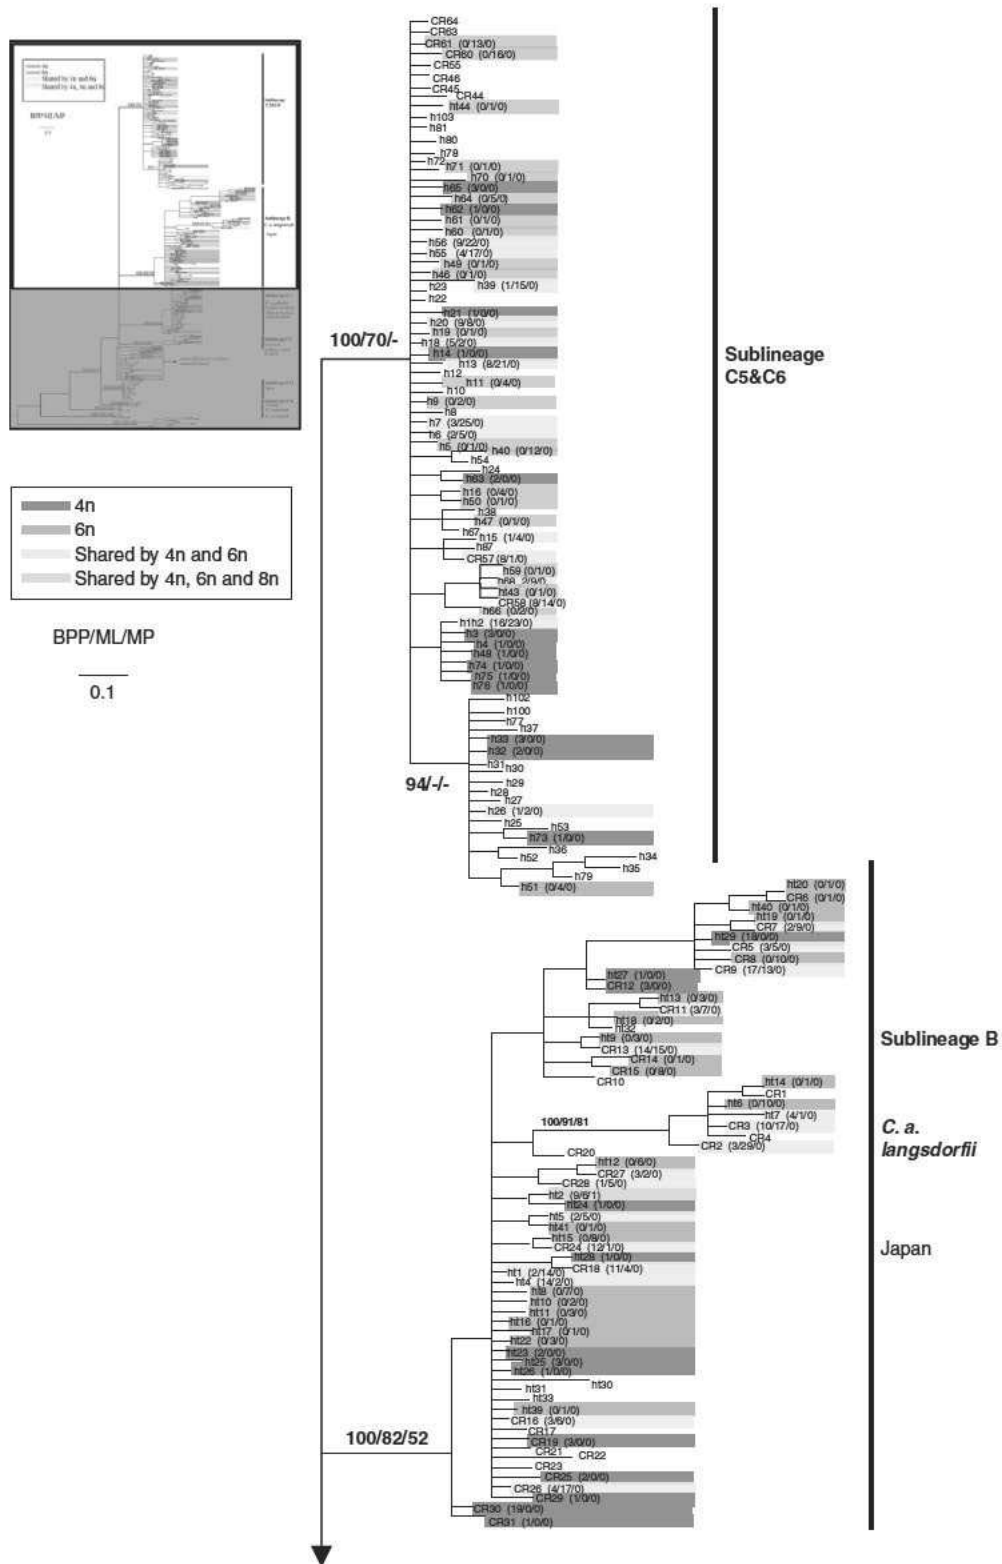 CR64
CR63
CR61 (0/13/0)
CR60 (0/16/0)
CR55
CR46
CR45
CR44
ht44 (0/1/0)
h103
h81
h80
h78
h72
h71 (0/1/0)
h70 (0/1/0)
h65 (3/0/0)
h64 (0/5/0)
h62 (1/0/0)
h61 (0/1/0)
h60 (0/1/0)
h56 (9/22/0)
h55 (4/17/0)
h49 (0/1/0)
h46 (0/1/0)
h39 (1/15/0)
h23
h22
h21 (1/0/0)
h20 (9/8/0)
h19 (0/1/0)
h18 (5/2/0)
h14 (1/0/0)
h13 (8/21/0)
h12
h11 (0/4/0)
h10
h9 (0/2/0)
h8
h7 (3/25/0)
h6 (2/5/0)
h5 (0/1/0)
h40 (0/12/0)
h54
h24
h63 (2/0/0)
h16 (0/4/0)
h50 (0/1/0)
h38
h47 (0/1/0)
h67
h15 (1/4/0)
h87
CR57 (8/1/0)
h59 (0/1/0)
h68 2/9/0
ht43 (0/1/0)
CR58 (8/14/0)
h66 (0/2/0)
h1h2 (16/23/0)
h3 (3/0/0)
h4 (1/0/0)
h48 (1/0/0)
h74 (1/0/0)
h75 (1/0/0)
h76 (1/0/0)
h102
h100
h77
h37
h33 (3/0/0)
h32 (2/0/0)
h31
h30
h29
h28
h27
h26 (1/2/0)
h25
h53
h73 (1/0/0)
h36
h52
h34
h35
h79
h51 (0/4/0)
100/70/-
94/-/-
Sublineage
C5&C6
4n
6n
Shared by 4n and 6n
Shared by 4n, 6n and 8n
BPP/ML/MP
0.1
ht20 (0/1/0)
CR6 (0/1/0)
ht40 (0/1/0)
ht19 (0/1/0)
CR7 (2/9/0)
ht29 (18/0/0)
CR5 (3/5/0)
CR8 (0/10/0)
CR9 (17/13/0)
ht27 (1/0/0)
CR12 (3/0/0)
ht13 (0/3/0)
CR11 (3/7/0)
ht18 (0/2/0)
ht32
ht9 (0/3/0)
CR13 (14/15/0)
CR14 (0/1/0)
CR15 (0/8/0)
CR10
ht14 (0/1/0)
CR1
ht6 (0/10/0)
ht7 (4/1/0)
CR3 (10/17/0)
CR4
CR2 (3/29/0)
100/91/81
CR20
ht12 (0/6/0)
CR27 (3/2/0)
CR28 (1/5/0)
ht2 (9/6/1)
ht24 (1/0/0)
ht5 (2/5/0)
ht41 (0/1/0)
ht15 (0/8/0)
CR24 (12/1/0)
ht28 (1/0/0)
CR18 (11/4/0)
ht1 (2/14/0)
ht4 (14/2/0)
ht8 (0/7/0)
ht10 (0/2/0)
ht11 (0/3/0)
ht16 (0/1/0)
ht17 (0/1/0)
ht22 (0/3/0)
ht23 (2/0/0)
ht25 (3/0/0)
ht26 (1/0/0)
ht30
ht31
ht33
ht39 (0/1/0)
CR16 (3/6/0)
CR17
CR19 (3/0/0)
CR21
CR22
CR23
CR25 (2/0/0)
CR26 (4/17/0)
CR29 (1/0/0)
CR30 (19/0/0)
CR31 (1/0/0)
100/82/52
Sublineage B
C. a.
langsdorfii
Japan